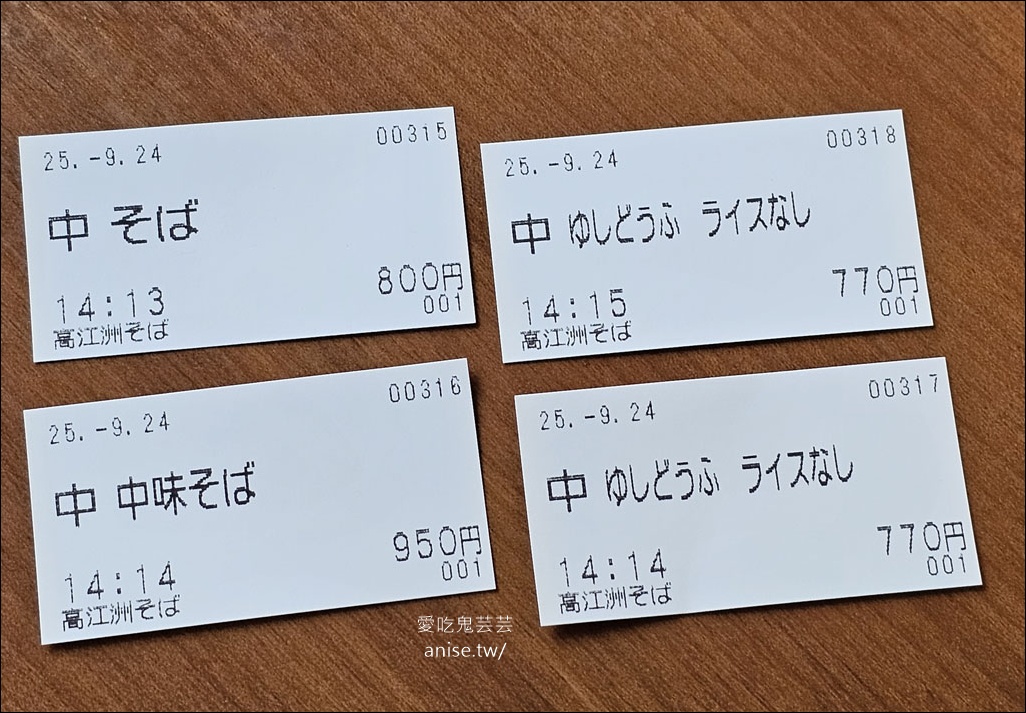 00315
25.-9.24
中 そば
800円
14:13
001
高江洲そば
00318
25.-9.24
中 ゆしどうふ ライスなし
770円
14:15
001
高江洲そば
00316
25.-9.24
中 中味そば
950円
14:14
001
高江洲そば
00317
25.-9.24
中 ゆしどうふ ライスなし
770円
14:14
001
高江洲そば
愛吃鬼芸芸
anise.tw/